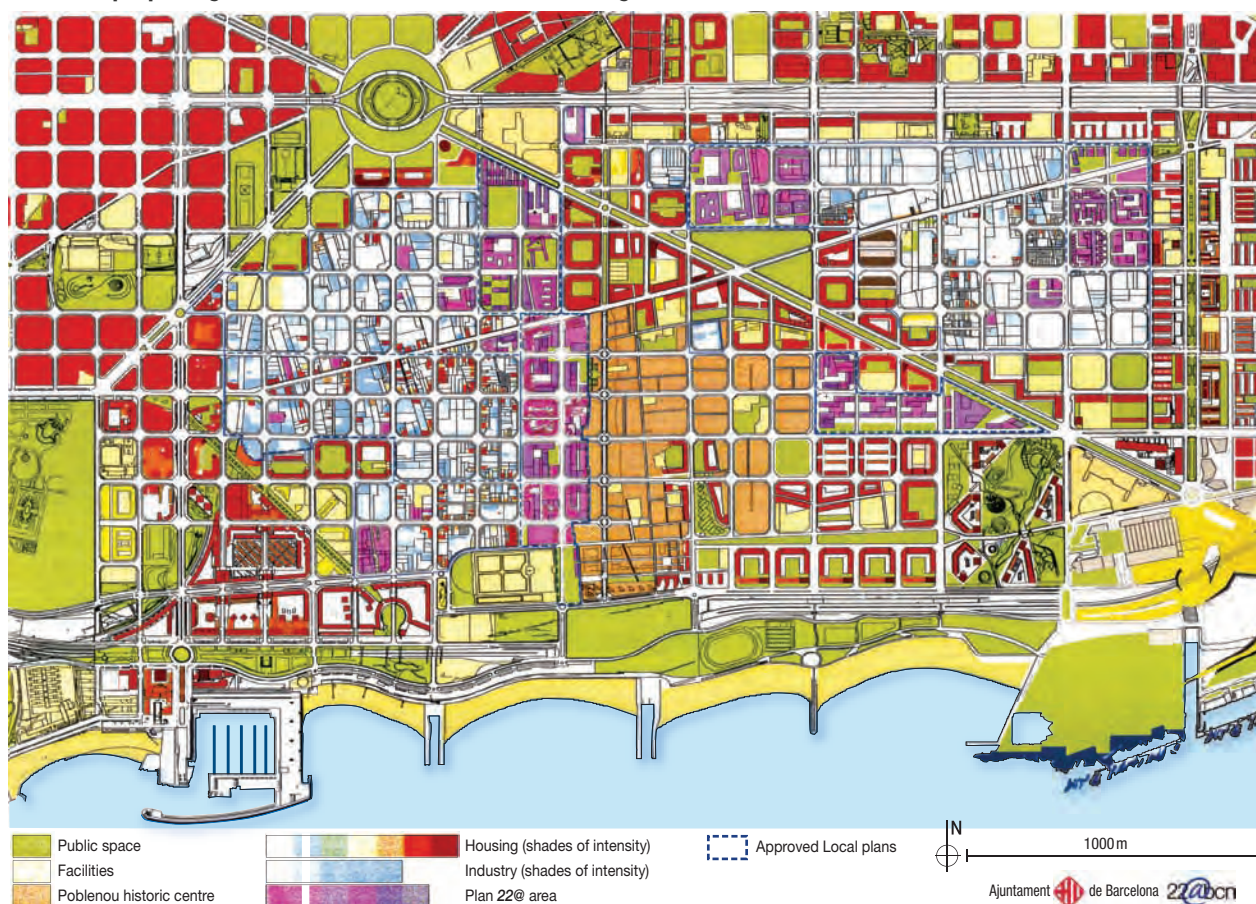 Public space
Facilities
Poblenou historic centre
Housing (shades of intensity)
Industry (shades of intensity)
Plan 22@ area
Approved Local plans
N
1000 m
Ajuntament de Barcelona 22@bcn